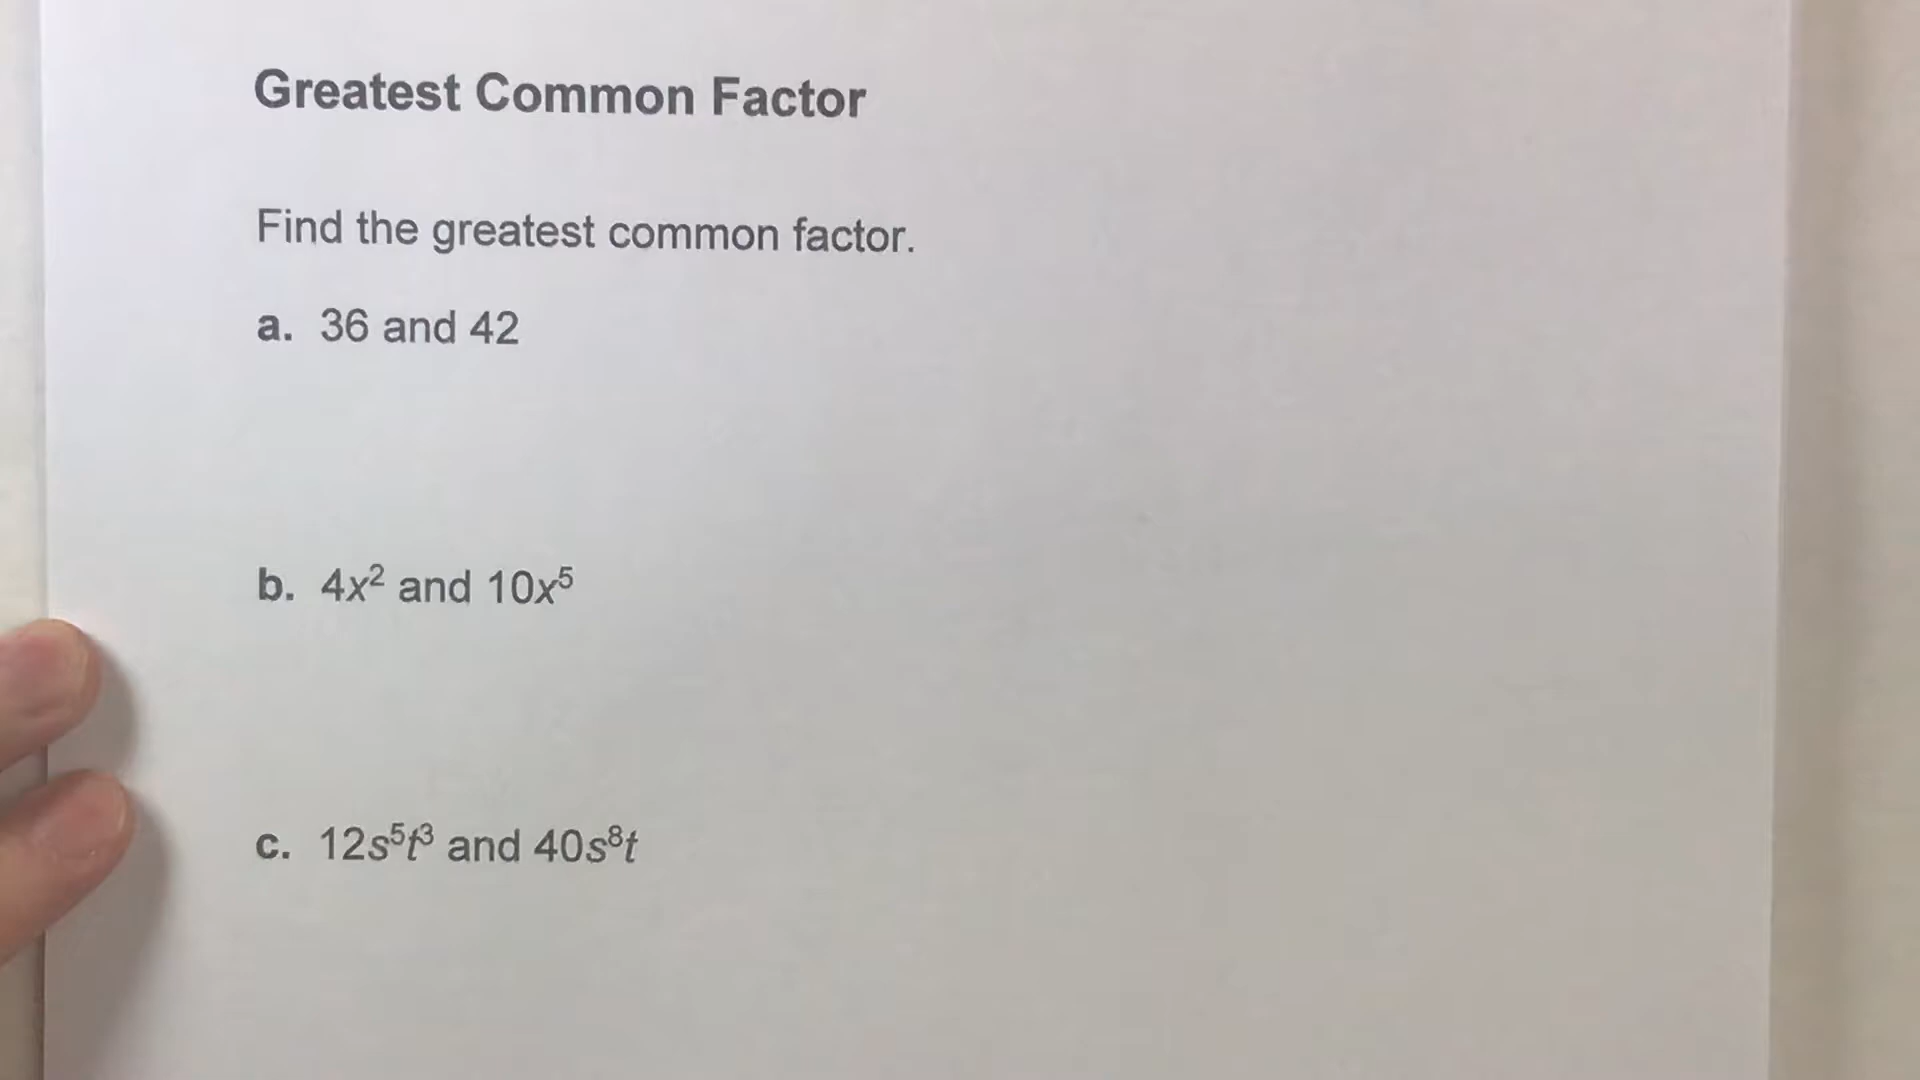 Greatest Common Factor
Find the greatest common factor.
a. 36 and 42
b. 4x² and 10x⁵
c. 12s⁵t³ and 40s⁸t